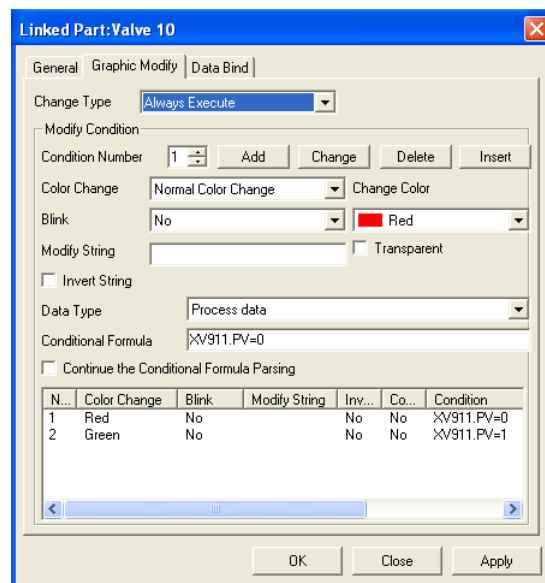 Linked Part:Valve 10
General Graphic Modify Data Bind
Change Type Always Execute
Modify Condition
Condition Number 1 Add Change Delete Insert
Color Change Normal Color Change Change Color
Blink No Red
Modify String Transparent
Invert String
Data Type Process data
Conditional Formula XV911.PV=0
Continue the Conditional Formula Parsing
N... Color Change Blink Modify String Inv... Co... Condition
1 Red No No No XV911.PV=0
2 Green No No No XV911.PV=1
OK Close Apply